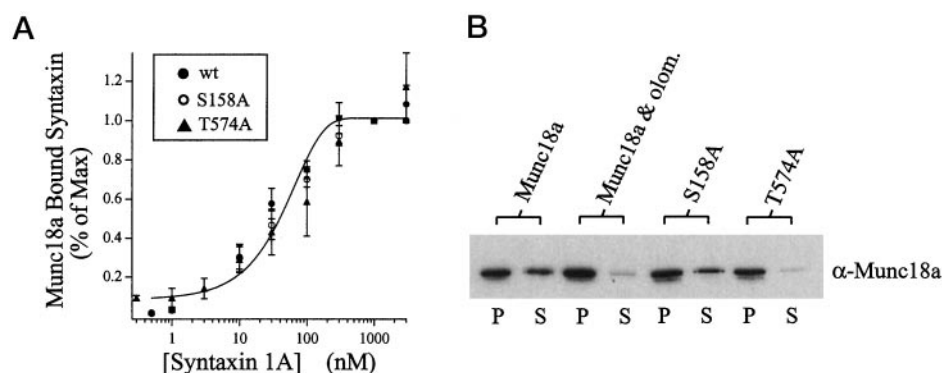 A
Munc18a Bound Syntaxin
(% of Max)
1.2
1.0
0.8
0.6
0.4
0.2
wt
S158A
T574A
1
10
100
1000
[Syntaxin 1A] (nM)
B
Munc18a
Munc18a & olom.
S158A
T574A
α-Munc18a
P S P S P S P S